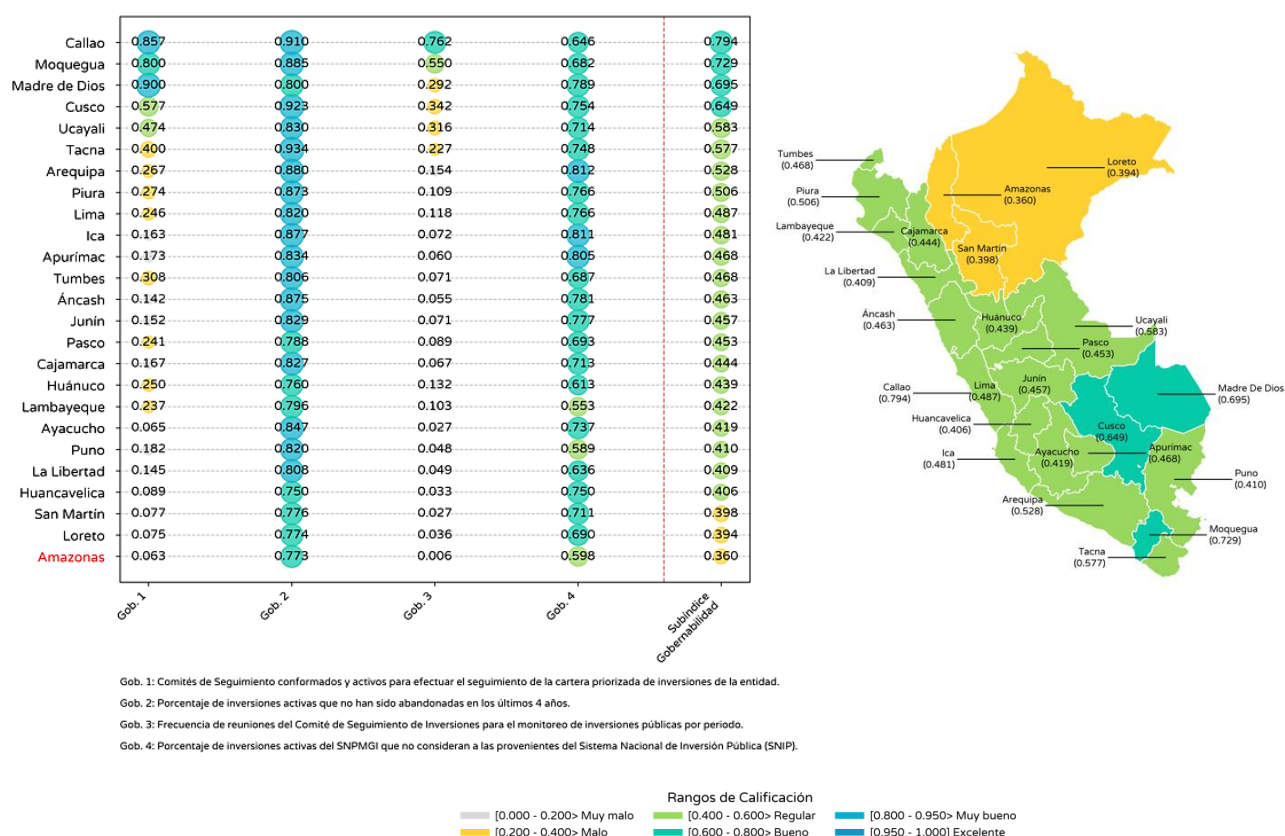 Callao 0.857 0.910 0.762 0.646 0.794
Moquegua 0.800 0.885 0.550 0.682 0.729
Madre de Dios 0.900 0.800 0.292 0.789 0.695
Cusco 0.577 0.923 0.342 0.754 0.649
Ucayali 0.474 0.830 0.316 0.714 0.583
Tacna 0.400 0.934 0.227 0.748 0.577
Arequipa 0.267 0.880 0.154 0.812 0.528
Piura 0.274 0.873 0.109 0.766 0.506
Lima 0.246 0.820 0.118 0.766 0.487
Ica 0.163 0.877 0.072 0.811 0.481
Apurímac 0.173 0.834 0.060 0.805 0.468
Tumbes 0.308 0.806 0.071 0.687 0.468
Áncash 0.142 0.875 0.055 0.781 0.463
Junín 0.152 0.829 0.071 0.777 0.457
Pasco 0.241 0.788 0.089 0.693 0.453
Cajamarca 0.167 0.827 0.067 0.713 0.444
Huánuco 0.250 0.760 0.132 0.613 0.439
Lambayeque 0.237 0.796 0.103 0.553 0.422
Ayacucho 0.065 0.847 0.027 0.737 0.419
Puno 0.182 0.820 0.048 0.589 0.410
La Libertad 0.145 0.808 0.049 0.636 0.409
Huancavelica 0.089 0.750 0.033 0.750 0.406
San Martín 0.077 0.776 0.027 0.711 0.398
Loreto 0.075 0.774 0.036 0.690 0.394
Amazonas 0.063 0.773 0.006 0.598 0.360
Gob. 1
Gob. 2
Gob. 3
Gob. 4
Subíndice
Gobernabilidad
Tumbes
(0.468)
Loreto
(0.394)
Piura
(0.506)
Amazonas
(0.360)
Lambayeque
(0.422)
Cajamarca
(0.444)
San Martín
(0.398)
La Libertad
(0.409)
Áncash
(0.463)
Huánuco
(0.439)
Ucayali
(0.583)
Pasco
(0.453)
Callao
(0.794)
Lima
(0.487)
Junín
(0.457)
Madre De Dios
(0.695)
Huancavelica
(0.406)
Cusco
(0.649)
Ica
(0.481)
Ayacucho
(0.419)
Apurímac
(0.468)
Puno
(0.410)
Arequipa
(0.528)
Moquegua
(0.729)
Tacna
(0.577)
Gob. 1: Comités de Seguimiento conformados y activos para efectuar el seguimiento de la cartera priorizada de inversiones de la entidad.
Gob. 2: Porcentaje de inversiones activas que no han sido abandonadas en los últimos 4 años.
Gob. 3: Frecuencia de reuniones del Comité de Seguimiento de Inversiones para el monitoreo de inversiones públicas por periodo.
Gob. 4: Porcentaje de inversiones activas del SNPMGI que no consideran a las provenientes del Sistema Nacional de Inversión Pública (SNIP).
Rangos de Calificación
[0.000 - 0.200> Muy malo [0.400 - 0.600> Regular [0.800 - 0.950> Muy bueno
[0.200 - 0.400> Malo [0.600 - 0.800> Bueno [0.950 - 1.000] Excelente